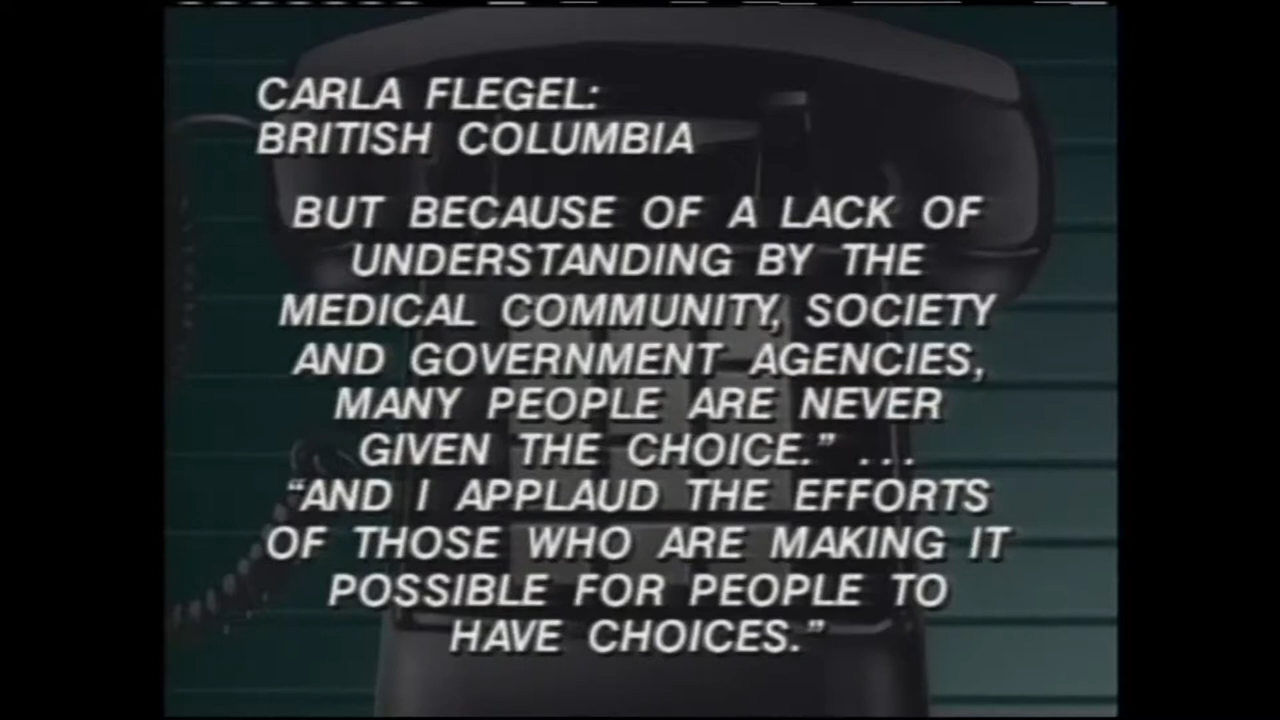 CARLA FLEGEL:
BRITISH COLUMBIA
BUT BECAUSE OF A LACK OF
UNDERSTANDING BY THE
MEDICAL COMMUNITY, SOCIETY
AND GOVERNMENT AGENCIES,
MANY PEOPLE ARE NEVER
GIVEN THE CHOICE.” ...
“AND I APPLAUD THE EFFORTS
OF THOSE WHO ARE MAKING IT
POSSIBLE FOR PEOPLE TO
HAVE CHOICES.”